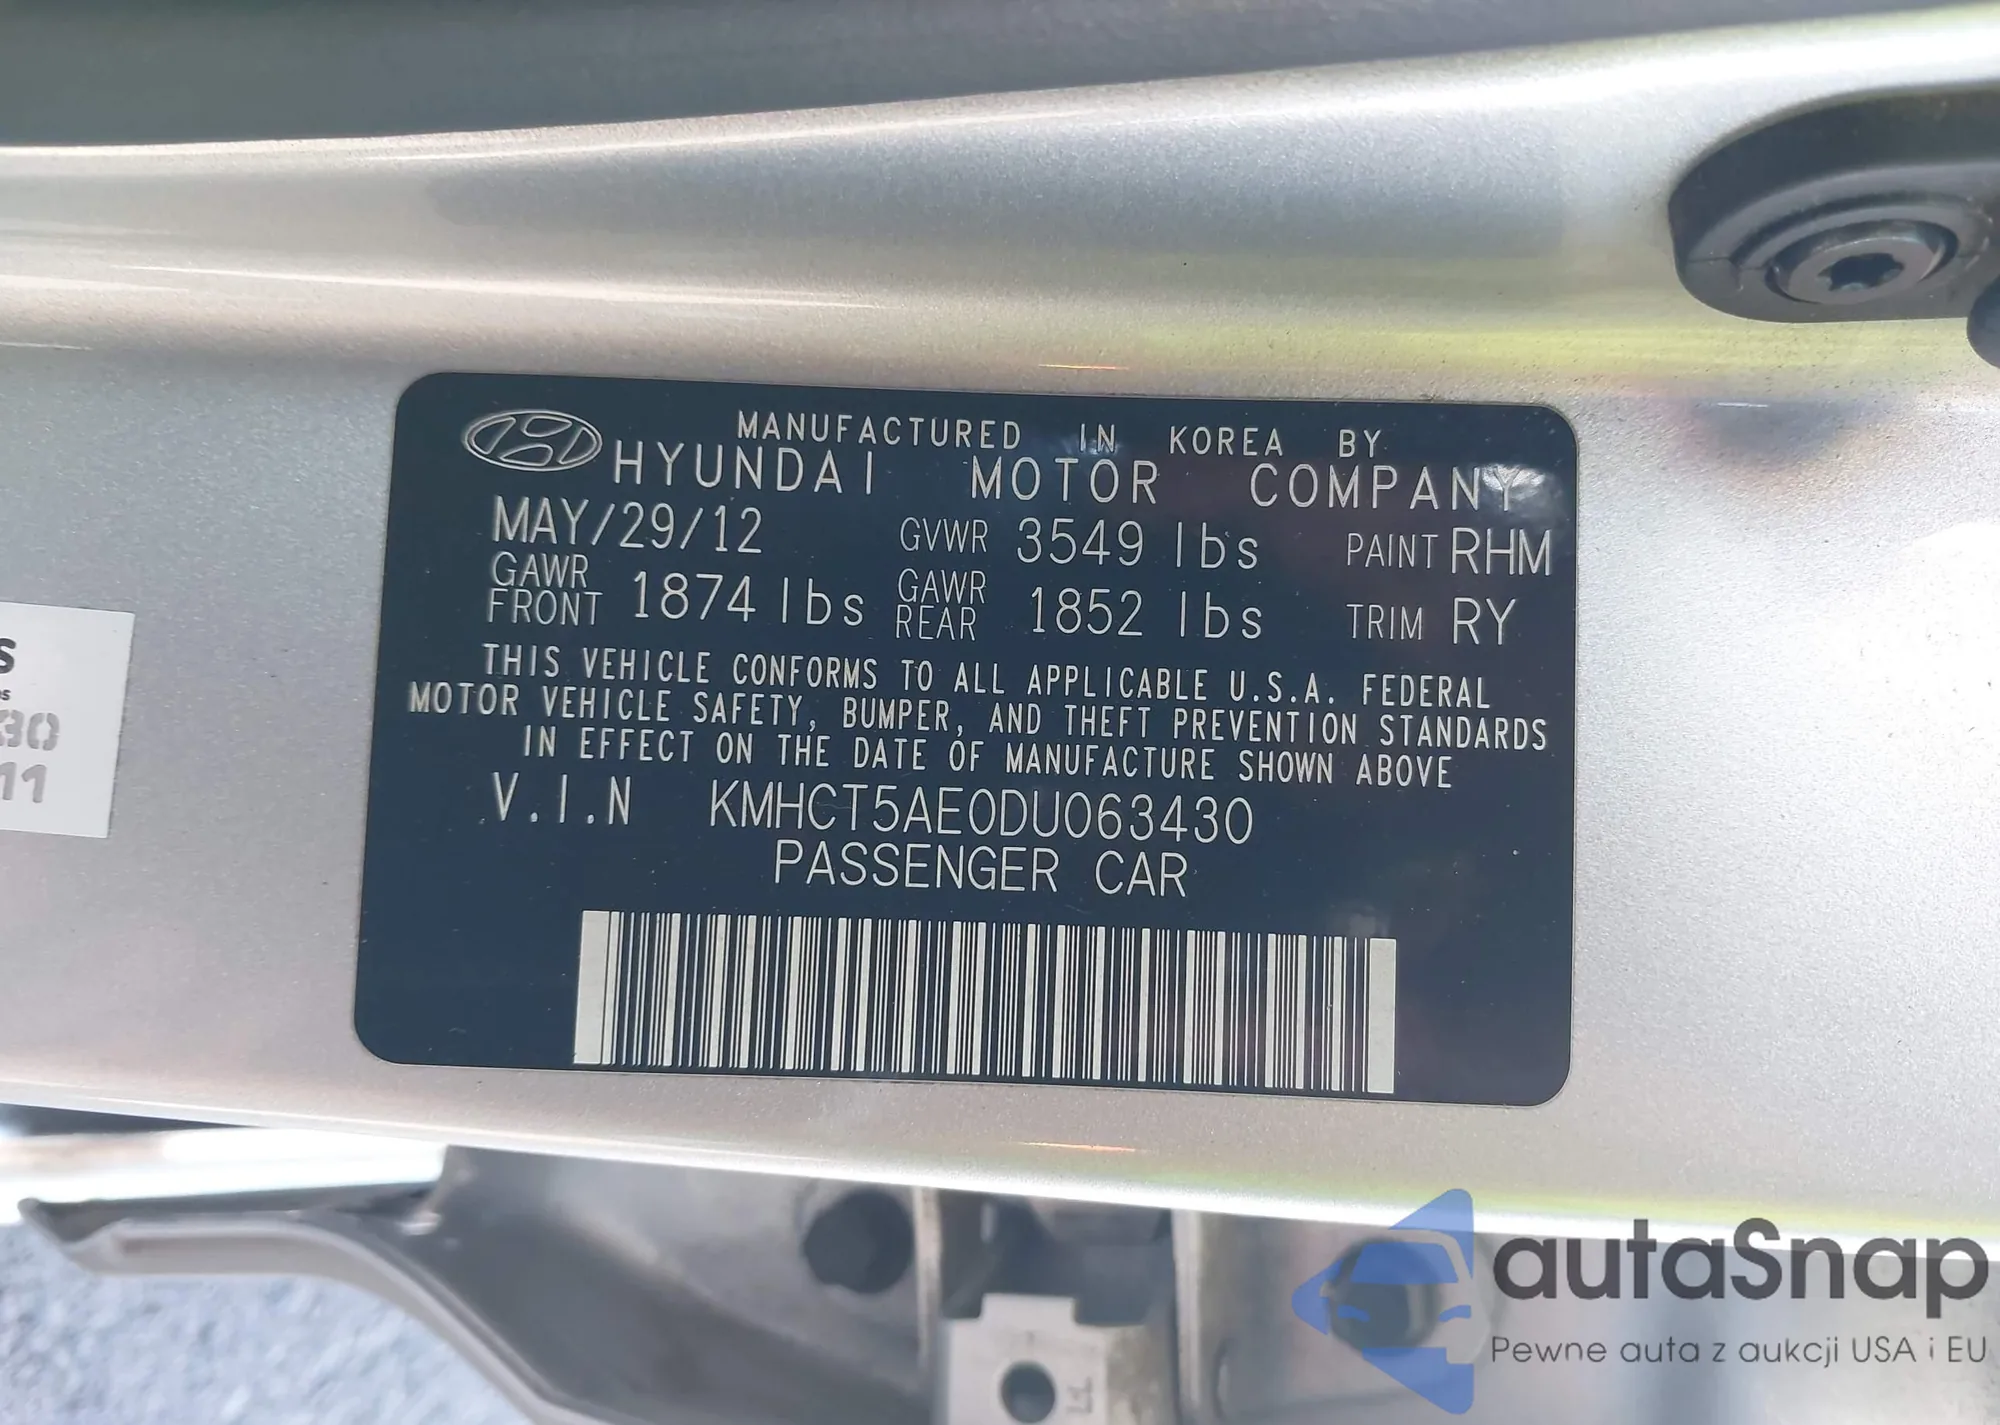 MANUFACTURED IN KOREA BY
HYUNDAI MOTOR COMPANY
MAY/29/12 GVWR 3549 lbs PAINT RHM
GAWR FRONT 1874 lbs GAWR REAR 1852 lbs TRIM RY
THIS VEHICLE CONFORMS TO ALL APPLICABLE U.S.A. FEDERAL
MOTOR VEHICLE SAFETY, BUMPER, AND THEFT PREVENTION STANDARDS
IN EFFECT ON THE DATE OF MANUFACTURE SHOWN ABOVE
V.I.N KMHCT5AE0DU063430
PASSENGER CAR
11
autaSnap
Pewne auta z aukcji USA i EU